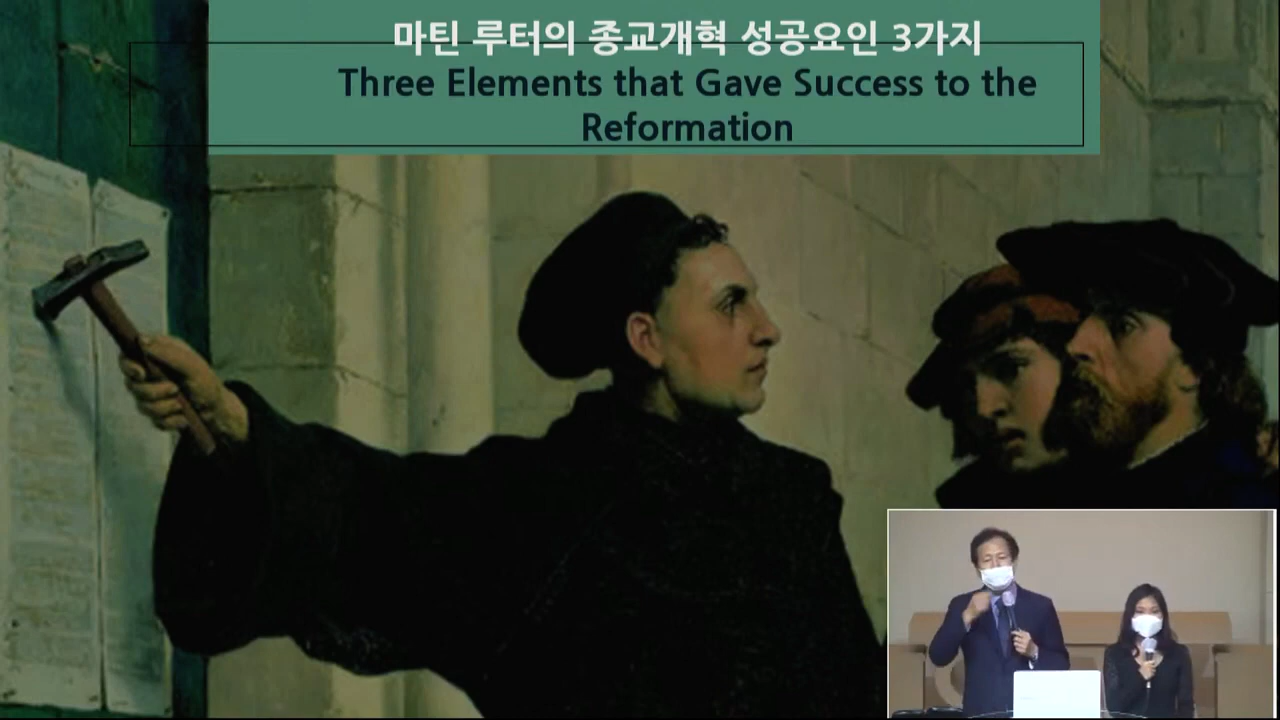 마틴 루터의 종교개혁 성공요인 3가지
Three Elements that Gave Success to the
Reformation